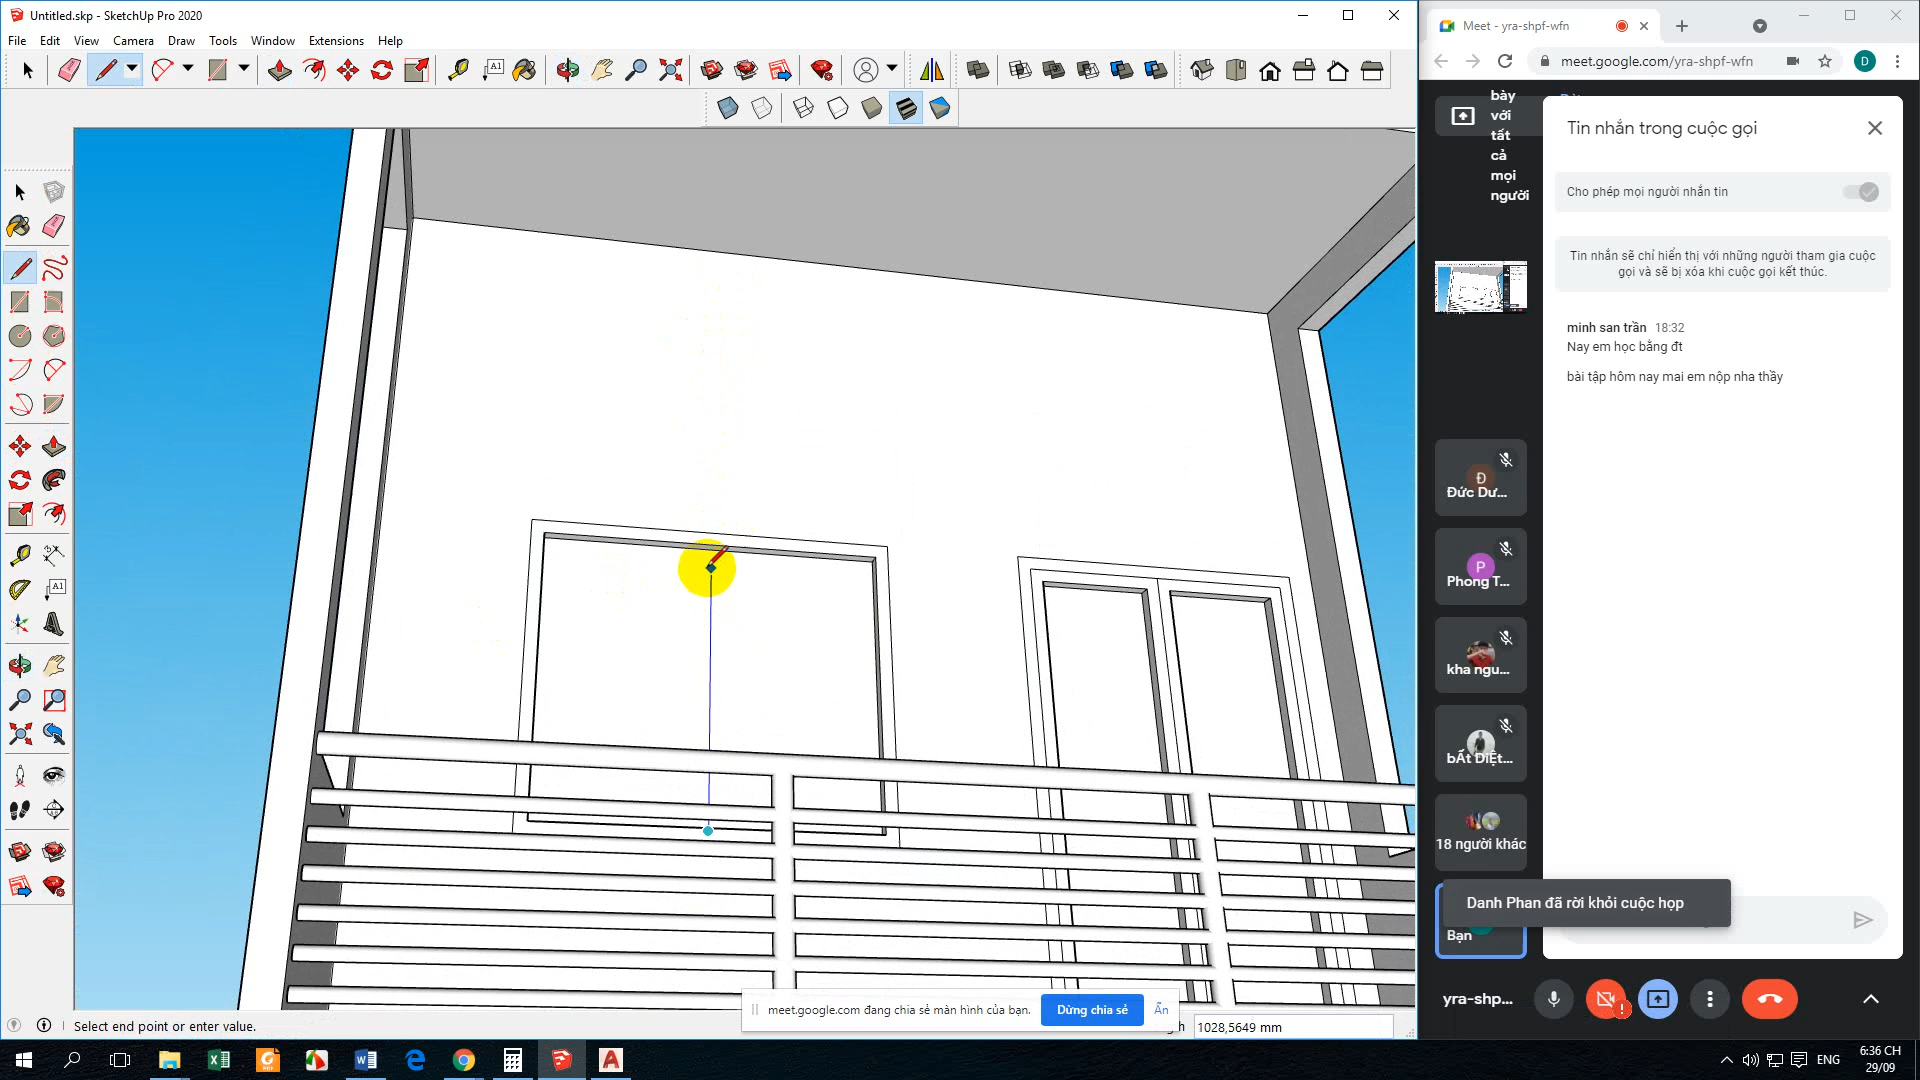 Untitled.skp - SketchUp Pro 2020
File Edit View Camera Draw Tools Window Extensions Help
A1
A1
Select end point or enter value.
meet.google.com đang chia sẻ màn hình của bạn.
Dừng chia sẻ
Ẩn
1028,5649 mm
Meet - yra-shpf-wfn
meet.google.com/yra-shpf-wfn
D
bày
với
tất
cả
mọi
người
Tin nhắn trong cuộc gọi
Cho phép mọi người nhắn tin
Tin nhắn sẽ chỉ hiển thị với những người tham gia cuộc
gọi và sẽ bị xóa khi cuộc gọi kết thúc.
minh san trần 18:32
Nay em học bằng đt
bài tập hôm nay mai em nộp nha thầy
Đ
Đức Dư...
P
Phong T...
kha ngu...
bẤt DiỆt...
18 người khác
Danh Phan đã rời khỏi cuộc họp
Bạn
yra-shp...
ENG
6:36 CH
29/09